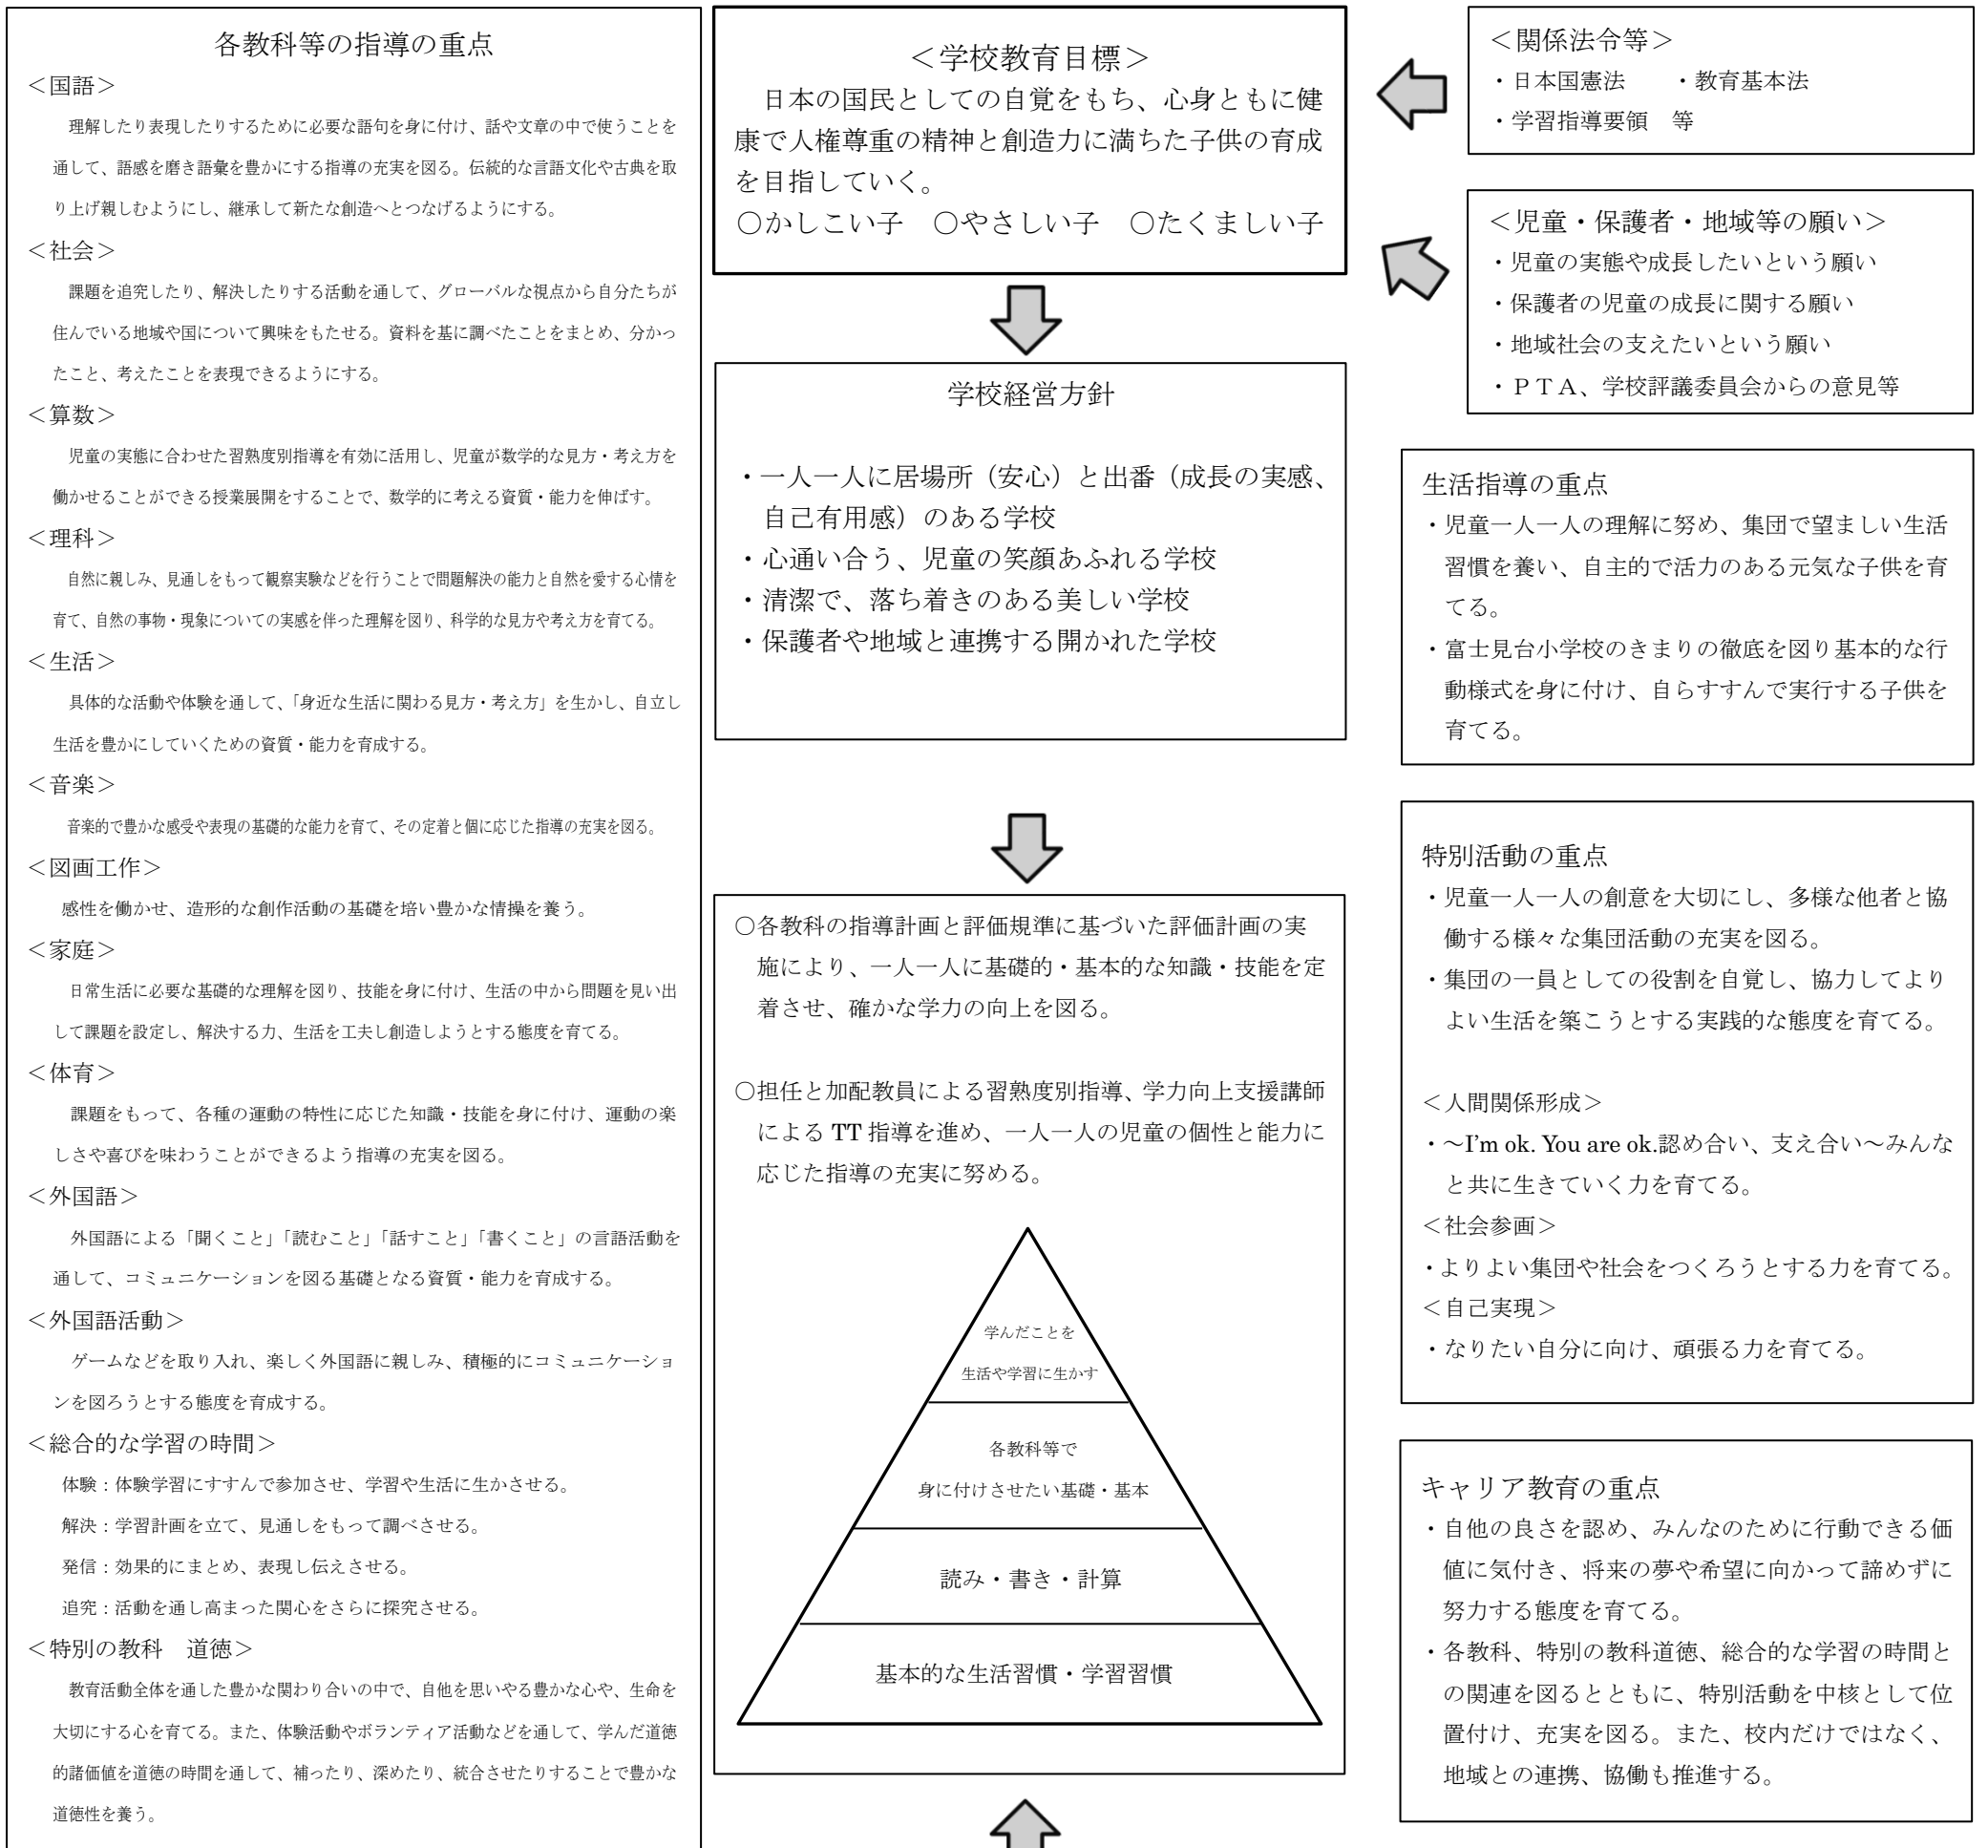 各教科等の指導の重点
＜国語＞
理解したり表現したりするために必要な語句を身に付け、話や文章の中で使うことを
通して、語感を磨き語彙を豊かにする指導の充実を図る。伝統的な言語文化や古典を取
り上げ親しむようにし、継承して新たな創造へとつなげるようにする。
＜社会＞
課題を追究したり、解決したりする活動を通して、グローバルな視点から自分たちが
住んでいる地域や国について興味をもたせる。資料を基に調べたことをまとめ、分かっ
たこと、考えたことを表現できるようにする。
＜算数＞
児童の実態に合わせた習熟度別指導を有効に活用し、児童が数学的な見方・考え方を
働かせることができる授業展開をすることで、数学的に考える資質・能力を伸ばす。
＜理科＞
自然に親しみ、見通しをもって観察実験などを行うことで問題解決の能力と自然を愛する心情を
育て、自然の事物・現象についての実感を伴った理解を図り、科学的な見方や考え方を育てる。
＜生活＞
具体的な活動や体験を通して、「身近な生活に関わる見方・考え方」を生かし、自立し
生活を豊かにしていくための資質・能力を育成する。
＜音楽＞
音楽的で豊かな感受や表現の基礎的な能力を育て、その定着と個に応じた指導の充実を図る。
＜図画工作＞
感性を働かせ、造形的な創作活動の基礎を培い豊かな情操を養う。
＜家庭＞
日常生活に必要な基礎的な理解を図り、技能を身に付け、生活の中から問題を見い出
して課題を設定し、解決する力、生活を工夫し創造しようとする態度を育てる。
＜体育＞
課題をもって、各種の運動の特性に応じた知識・技能を身に付け、運動の楽
しさや喜びを味わうことができるよう指導の充実を図る。
＜外国語＞
外国語による「聞くこと」「読むこと」「話すこと」「書くこと」の言語活動を
通して、コミュニケーションを図る基礎となる資質・能力を育成する。
＜外国語活動＞
ゲームなどを取り入れ、楽しく外国語に親しみ、積極的にコミュニケーショ
ンを図ろうとする態度を育成する。
＜総合的な学習の時間＞
体験：体験学習にすすんで参加させ、学習や生活に生かさせる。
解決：学習計画を立て、見通しをもって調べさせる。
発信：効果的にまとめ、表現し伝えさせる。
追究：活動を通し高まった関心をさらに探究させる。
＜特別の教科　道徳＞
教育活動全体を通した豊かな関わり合いの中で、自他を思いやる豊かな心や、生命を
大切にする心を育てる。また、体験活動やボランティア活動などを通して、学んだ道徳
的諸価値を道徳の時間を通して、補ったり、深めたり、統合させたりすることで豊かな
道徳性を養う。
＜学校教育目標＞
日本の国民としての自覚をもち、心身ともに健
康で人権尊重の精神と創造力に満ちた子供の育成
を目指していく。
○かしこい子　○やさしい子　○たくましい子
学校経営方針
・一人一人に居場所（安心）と出番（成長の実感、
自己有用感）のある学校
・心通い合う、児童の笑顔あふれる学校
・清潔で、落ち着きのある美しい学校
・保護者や地域と連携する開かれた学校
○各教科の指導計画と評価規準に基づいた評価計画の実
施により、一人一人に基礎的・基本的な知識・技能を定
着させ、確かな学力の向上を図る。
○担任と加配教員による習熟度別指導、学力向上支援講師
による TT 指導を進め、一人一人の児童の個性と能力に
応じた指導の充実に努める。
学んだことを
生活や学習に生かす
各教科等で
身に付けさせたい基礎・基本
読み・書き・計算
基本的な生活習慣・学習習慣
＜関係法令等＞
・日本国憲法　　・教育基本法
・学習指導要領　等
＜児童・保護者・地域等の願い＞
・児童の実態や成長したいという願い
・保護者の児童の成長に関する願い
・地域社会の支えたいという願い
・ＰＴＡ、学校評議委員会からの意見等
生活指導の重点
・児童一人一人の理解に努め、集団で望ましい生活
習慣を養い、自主的で活力のある元気な子供を育
てる。
・富士見台小学校のきまりの徹底を図り基本的な行
動様式を身に付け、自らすすんで実行する子供を
育てる。
特別活動の重点
・児童一人一人の創意を大切にし、多様な他者と協
働する様々な集団活動の充実を図る。
・集団の一員としての役割を自覚し、協力してより
よい生活を築こうとする実践的な態度を育てる。
＜人間関係形成＞
・～I’m ok. You are ok.認め合い、支え合い～みんな
と共に生きていく力を育てる。
＜社会参画＞
・よりよい集団や社会をつくろうとする力を育てる。
＜自己実現＞
・なりたい自分に向け、頑張る力を育てる。
キャリア教育の重点
・自他の良さを認め、みんなのために行動できる価
値に気付き、将来の夢や希望に向かって諦めずに
努力する態度を育てる。
・各教科、特別の教科道徳、総合的な学習の時間と
の関連を図るとともに、特別活動を中核として位
置付け、充実を図る。また、校内だけではなく、
地域との連携、協働も推進する。